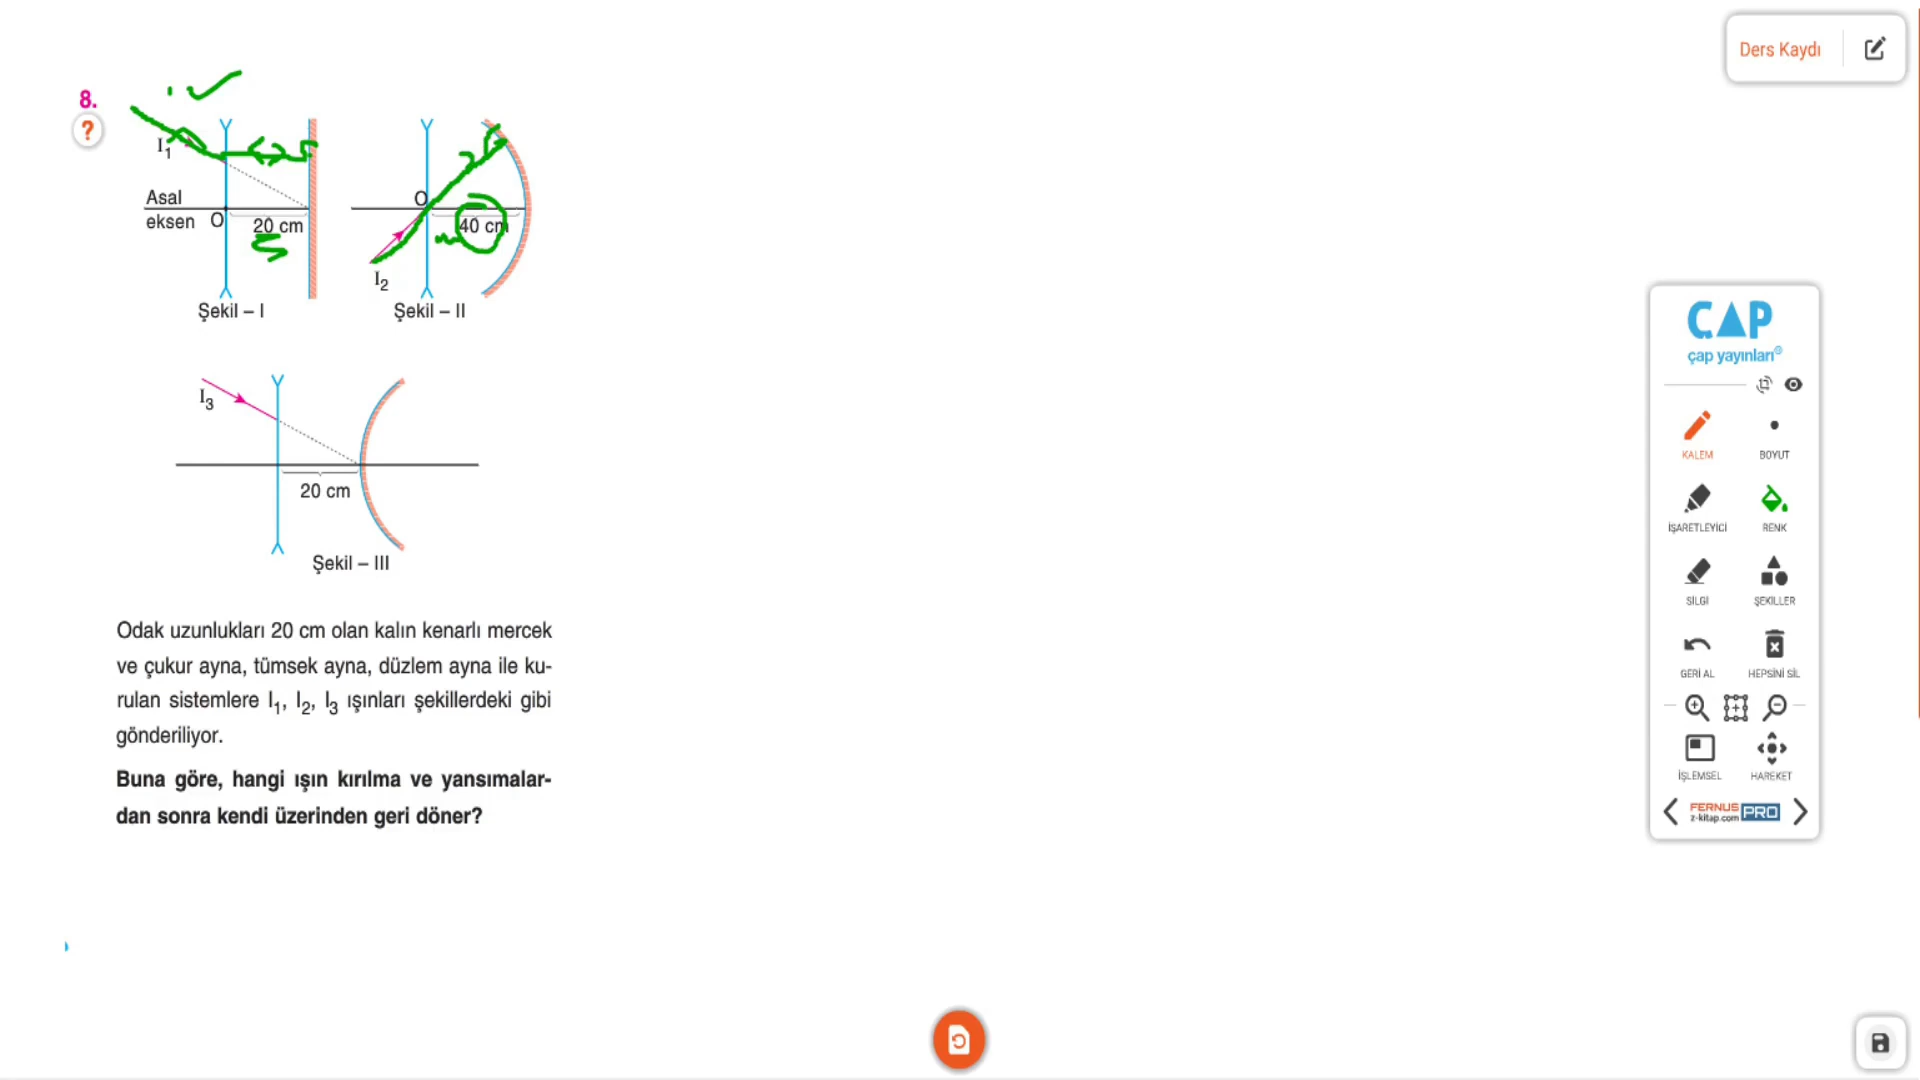 Ders Kaydı
8.
?
I1
Asal
eksen
O
20 cm
Şekil – I
O
40 cm
I2
Şekil – II
I3
20 cm
Şekil – III
Odak uzunlukları 20 cm olan kalın kenarlı mercek
ve çukur ayna, tümsek ayna, düzlem ayna ile ku-
rulan sistemlere I1, I2, I3 ışınları şekillerdeki gibi
gönderiliyor.
Buna göre, hangi ışın kırılma ve yansımalar-
dan sonra kendi üzerinden geri döner?
ÇAP
çap yayınları®
KALEM
BOYUT
İŞARETLEYİCİ
RENK
SİLGİ
ŞEKİLLER
GERİ AL
HEPSİNİ SİL
İŞLEMSEL
HAREKET
FERNUS
z-kitap.com
PRO